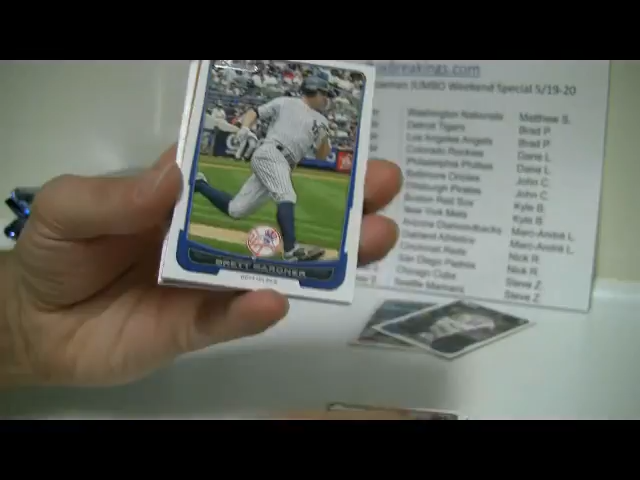 Breakings.com
JUMBO Weekend Special 5/19-20
Washington Nationals Matthew S.
Detroit Tigers Brad P
Los Angeles Angels Brad P
Colorado Rockies Dane L
Philadelphia Phillies Dane L
Baltimore Orioles John C
Pittsburgh Pirates John C
Boston Red Sox Kyle B
New York Mets Kyle B
Arizona Diamondbacks Marc-André L
Oakland Athletics Marc-André L
Cincinnati Reds Nick R
San Diego Padres Nick R
Chicago Cubs Steve Z
Seattle Mariners Steve Z
BRETT GARDNER